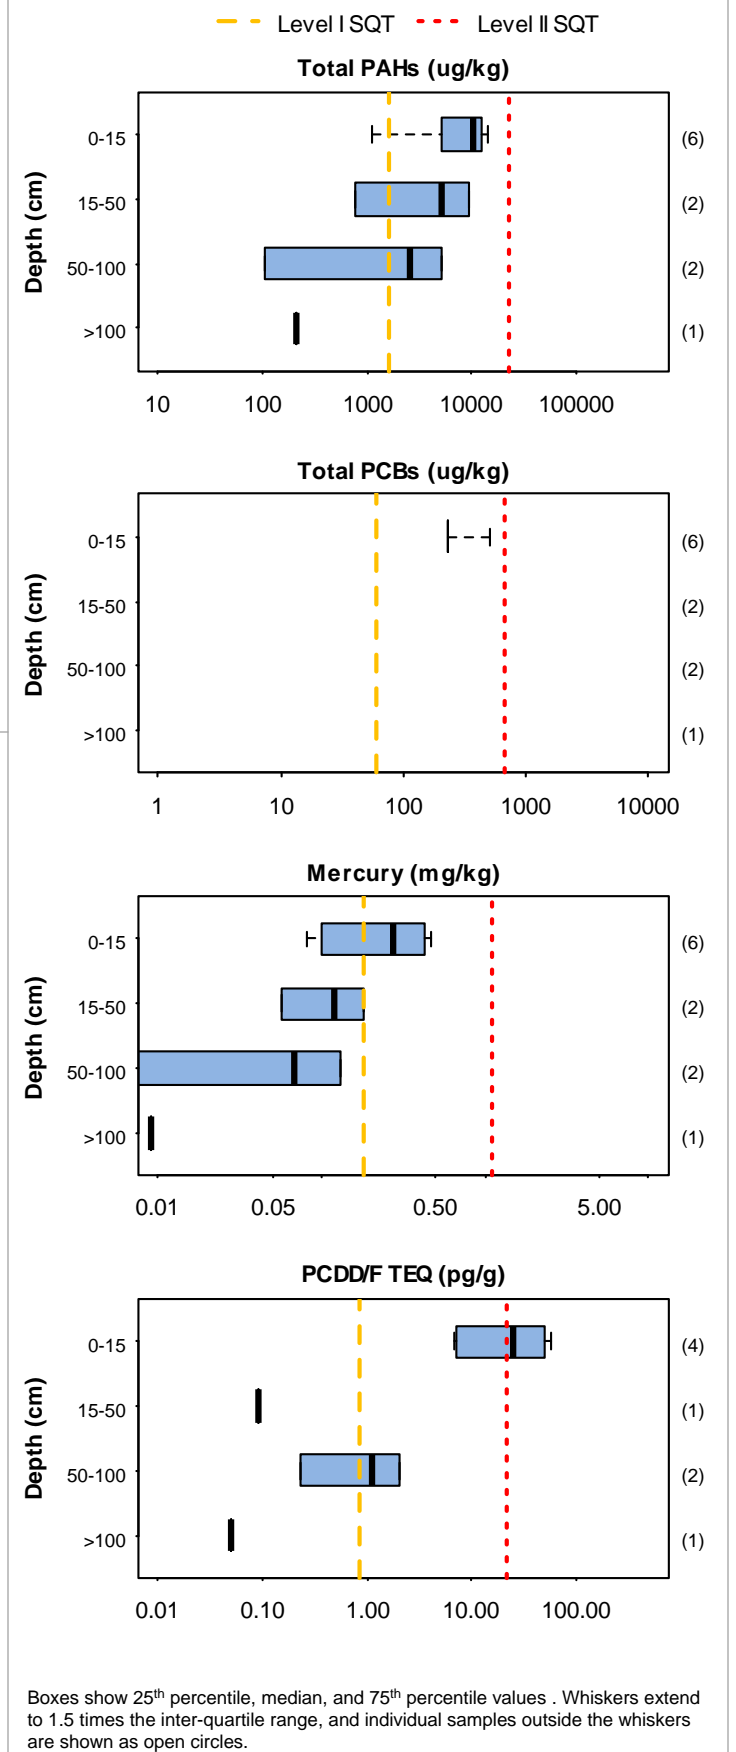 Level I SQT Level II SQT
Total PAHs (ug/kg)
Depth (cm)
0-15 (6)
15-50 (2)
50-100 (2)
>100 (1)
10 100 1000 10000 100000
Total PCBs (ug/kg)
Depth (cm)
0-15 (6)
15-50 (2)
50-100 (2)
>100 (1)
1 10 100 1000 10000
Mercury (mg/kg)
Depth (cm)
0-15 (6)
15-50 (2)
50-100 (2)
>100 (1)
0.01 0.05 0.50 5.00
PCDD/F TEQ (pg/g)
Depth (cm)
0-15 (4)
15-50 (1)
50-100 (2)
>100 (1)
0.01 0.10 1.00 10.00 100.00
Boxes show 25th percentile, median, and 75th percentile values . Whiskers extend
to 1.5 times the inter-quartile range, and individual samples outside the whiskers
are shown as open circles.